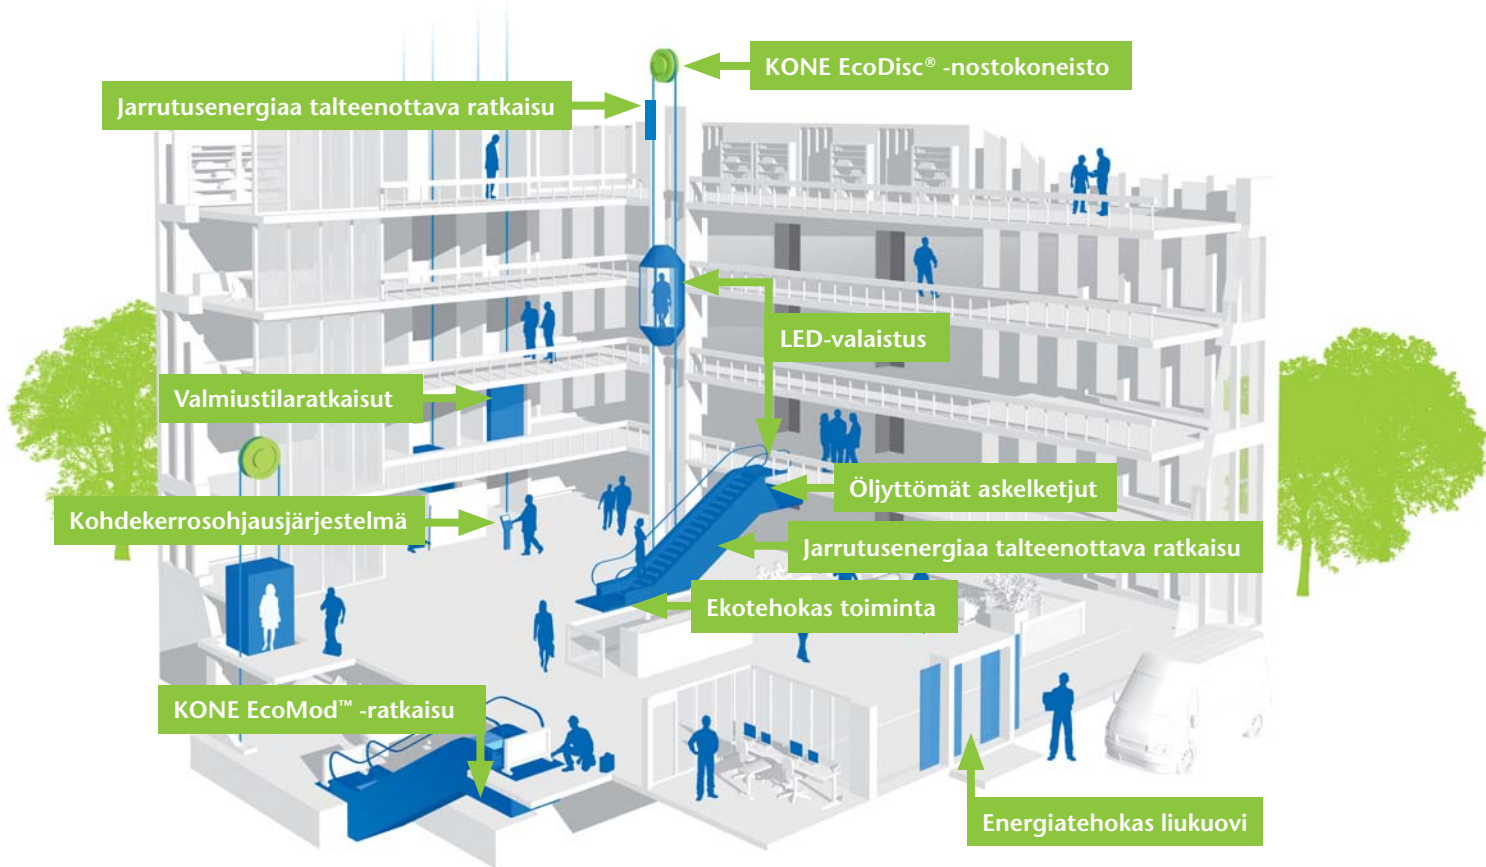 KONE EcoDisc® -nostokoneisto
Jarrutusenergiaa talteenottava ratkaisu
LED-valaistus
Valmiustilaratkaisut
Öljyttömät askelketjut
Kohdekerrosohjausjärjestelmä
Jarrutusenergiaa talteenottava ratkaisu
Ekotehokas toiminta
KONE EcoMod™ -ratkaisu
Energiatehokas liukuovi